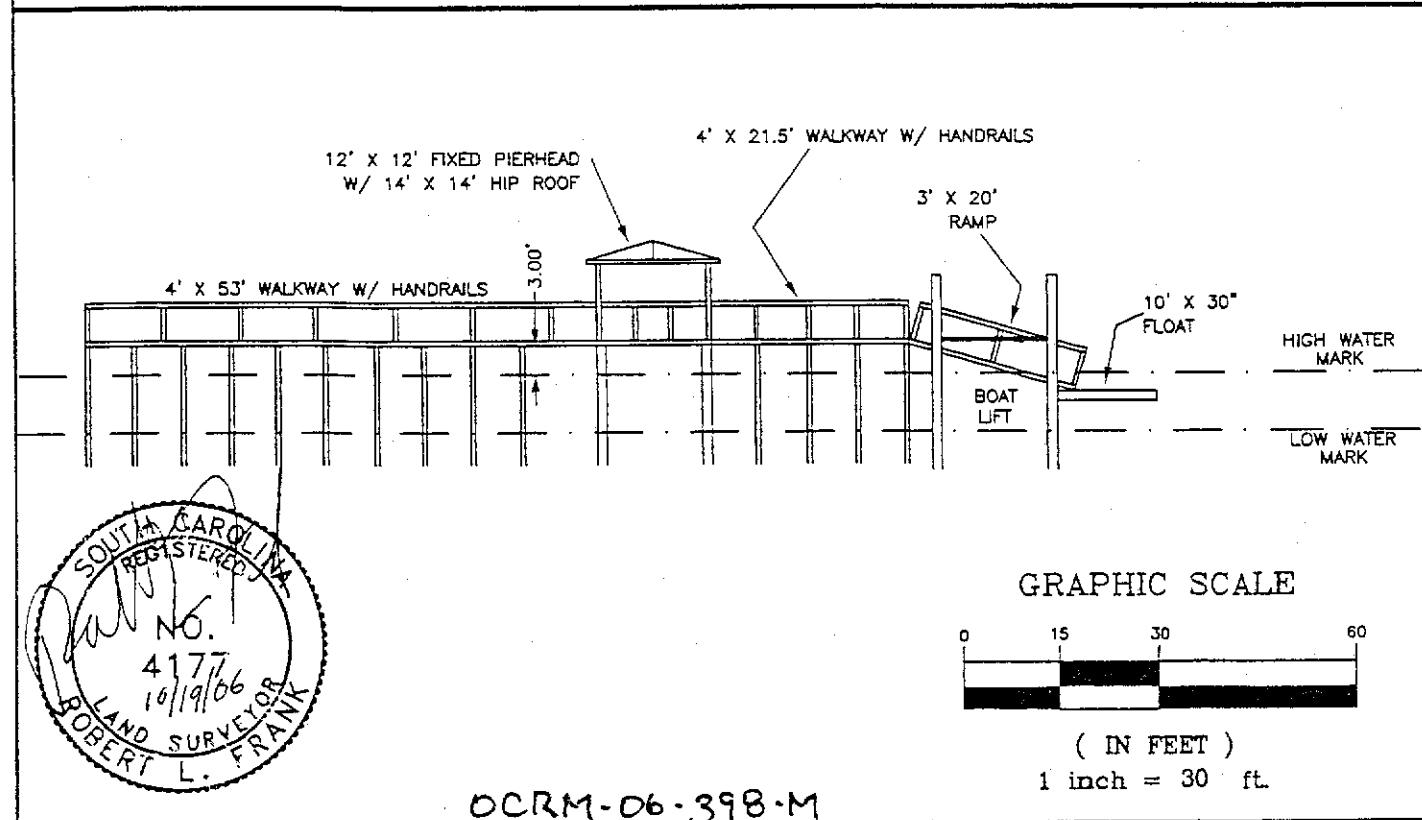 4' X 21.5' WALKWAY W/ HANDRAILS
12' X 12' FIXED PIERHEAD
W/ 14' X 14' HIP ROOF
3' X 20'
RAMP
3.00'
4' X 53' WALKWAY W/ HANDRAILS
10' X 30"
FLOAT
HIGH WATER
MARK
BOAT
LIFT
LOW WATER
MARK
SOUTH CAROLINA
REGISTERED
NO.
4177
10/19/06
LAND SURVEYOR
ROBERT L. FRANK
GRAPHIC SCALE
0 15 30 60
( IN FEET )
1 inch = 30 ft.
OCRM-06-398-M